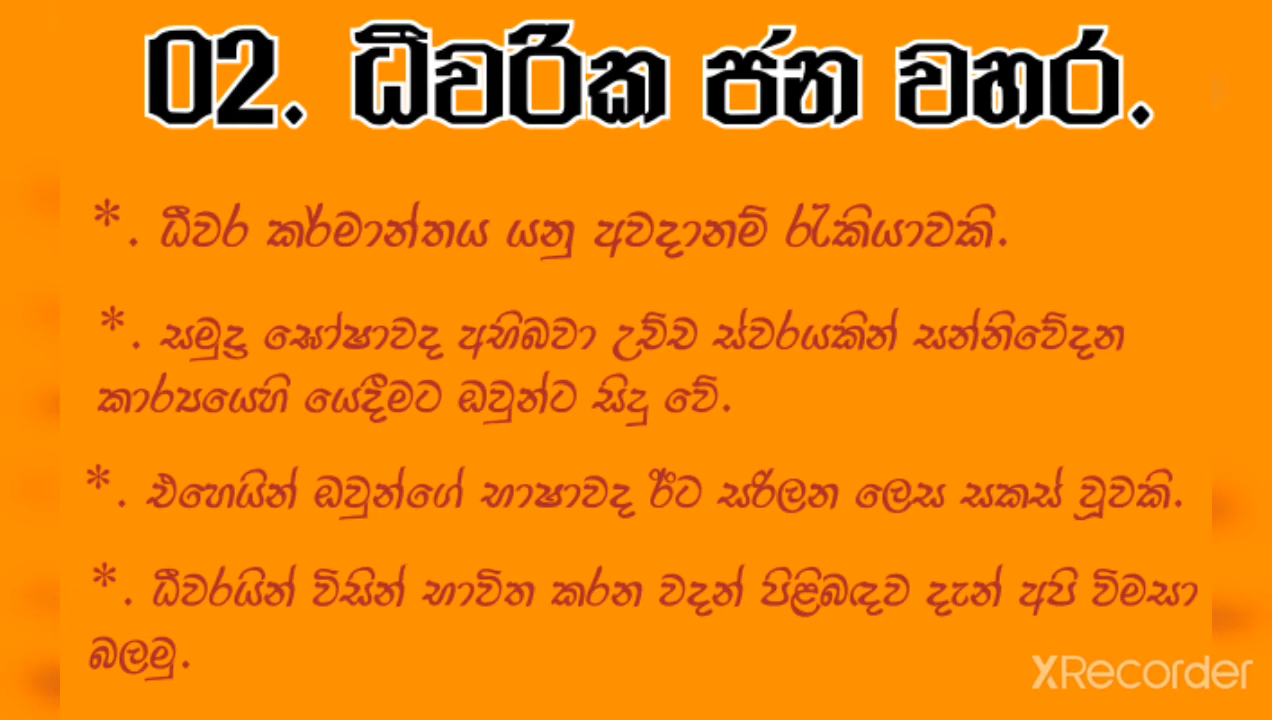 02. ධීවරික ජන වහර.
*. ධීවර කර්මාන්තය යනු අවදානම් රැකියාවකි.
*. සමුද්‍ර ඝෝෂාවද අභිබවා උච්ච ස්වරයකින් සන්නිවේදන
කාර්‍යයෙහි යෙදීමට ඔවුන්ට සිදු වේ.
*. එහෙයින් ඔවුන්ගේ භාෂාවද ඊට සරිලන ලෙස සකස් වූවකි.
*. ධීවරයින් විසින් භාවිත කරන වදන් පිළිබඳව දැන් අපි විමසා
බලමු.
XRecorder